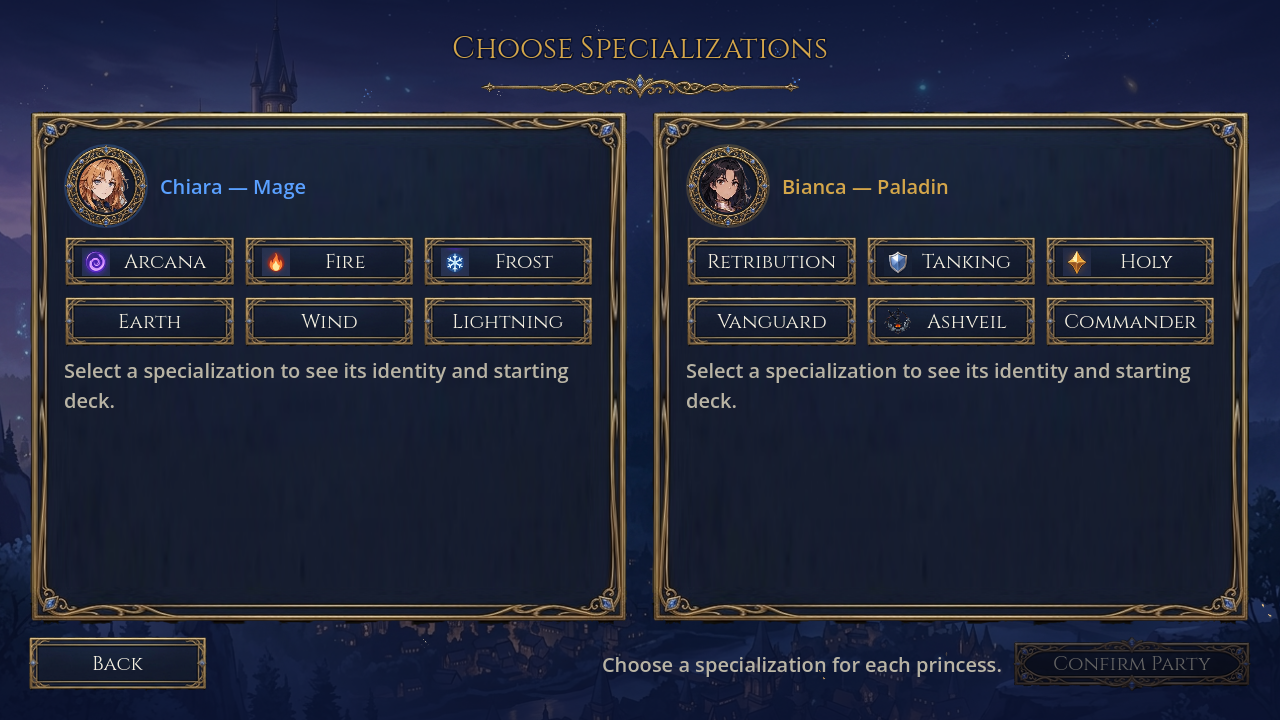 Choose Specializations
Chiara — Mage
Arcana
Fire
Frost
Earth
Wind
Lightning
Select a specialization to see its identity and starting
deck.
Bianca — Paladin
Retribution
Tanking
Holy
Vanguard
Ashveil
Commander
Select a specialization to see its identity and starting
deck.
Back
Choose a specialization for each princess.
Confirm Party